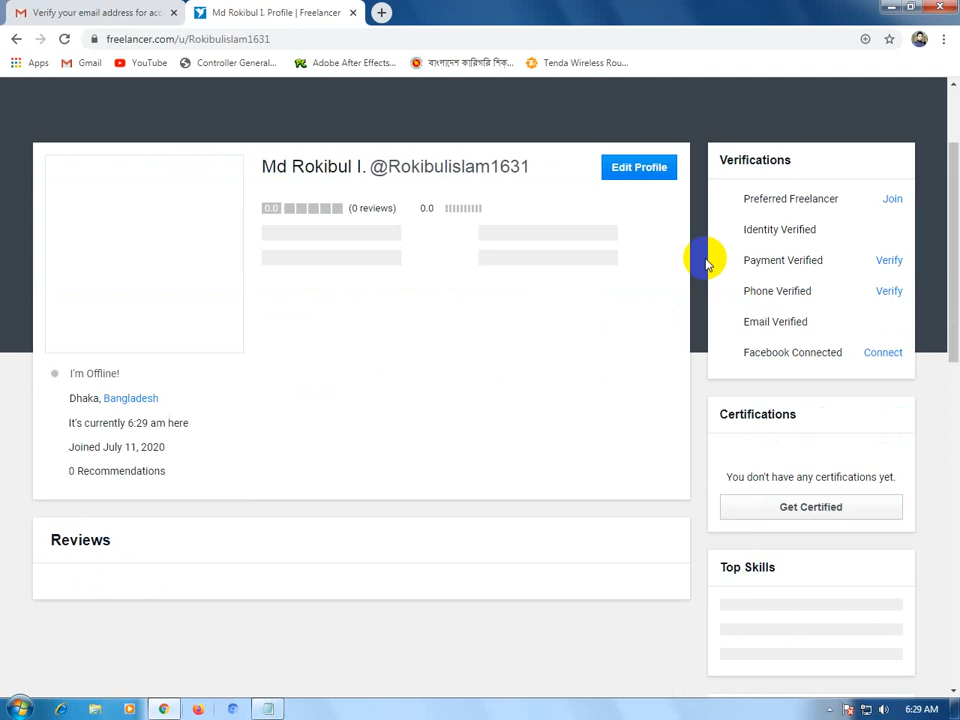 Verify your email address for acc
Md Rokibul I. Profile | Freelancer
freelancer.com/u/Rokibulislam1631
Apps
Gmail
YouTube
Controller General...
Adobe After Effects...
বাংলাদেশ কারিগরি শিক...
Tenda Wireless Rou...
Md Rokibul I. @Rokibulislam1631
Edit Profile
0.0
(0 reviews)
0.0
I'm Offline!
Dhaka, Bangladesh
It's currently 6:29 am here
Joined July 11, 2020
0 Recommendations
Reviews
Verifications
Preferred Freelancer Join
Identity Verified
Payment Verified Verify
Phone Verified Verify
Email Verified
Facebook Connected Connect
Certifications
You don't have any certifications yet.
Get Certified
Top Skills
6:29 AM